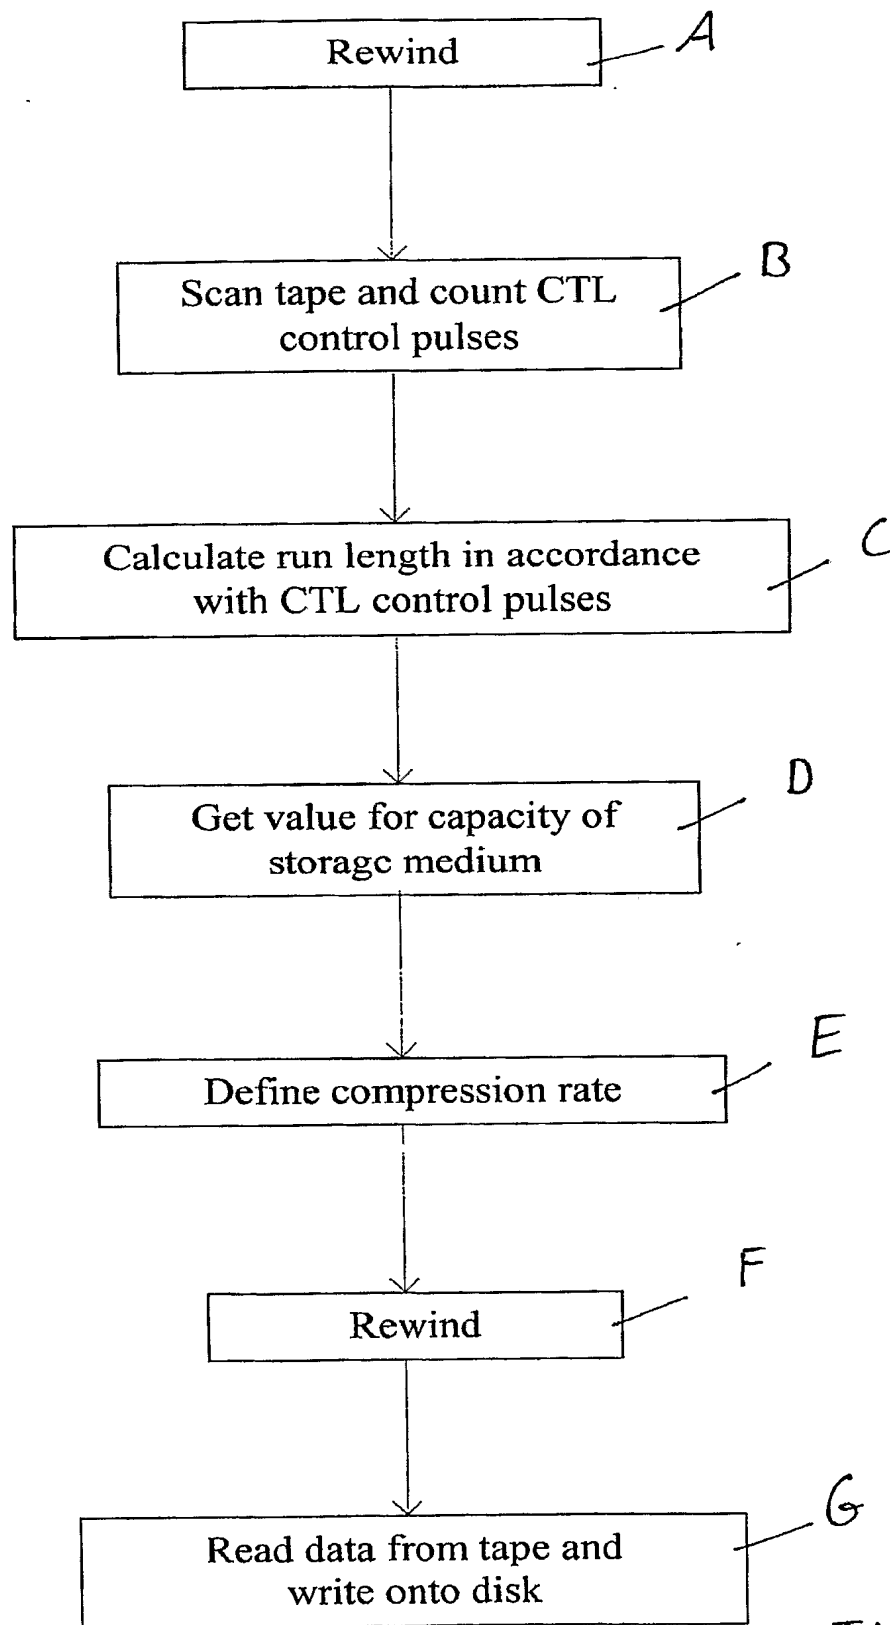 Rewind
A
Scan tape and count CTL
control pulses
B
Calculate run length in accordance
with CTL control pulses
C
Get value for capacity of
storage medium
D
Define compression rate
E
Rewind
F
Read data from tape and
write onto disk
G